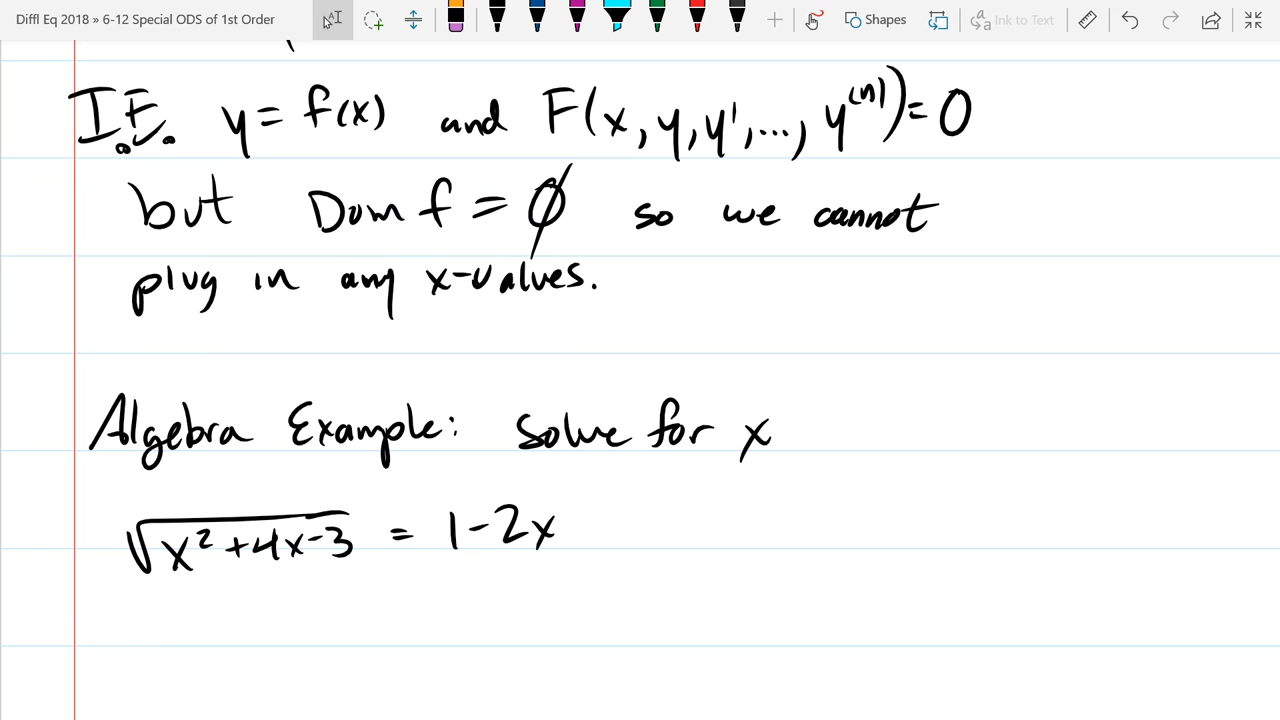 Diffl Eq 2018 » 6-12 Special ODS of 1st Order
Shapes
Ink to Text
I.E. y = f(x) and F(x, y, y', ..., y^(n)) = 0
but Dom f = ∅ so we cannot
plug in any x-values.
Algebra Example: solve for x
√(x² + 4x - 3) = 1 - 2x